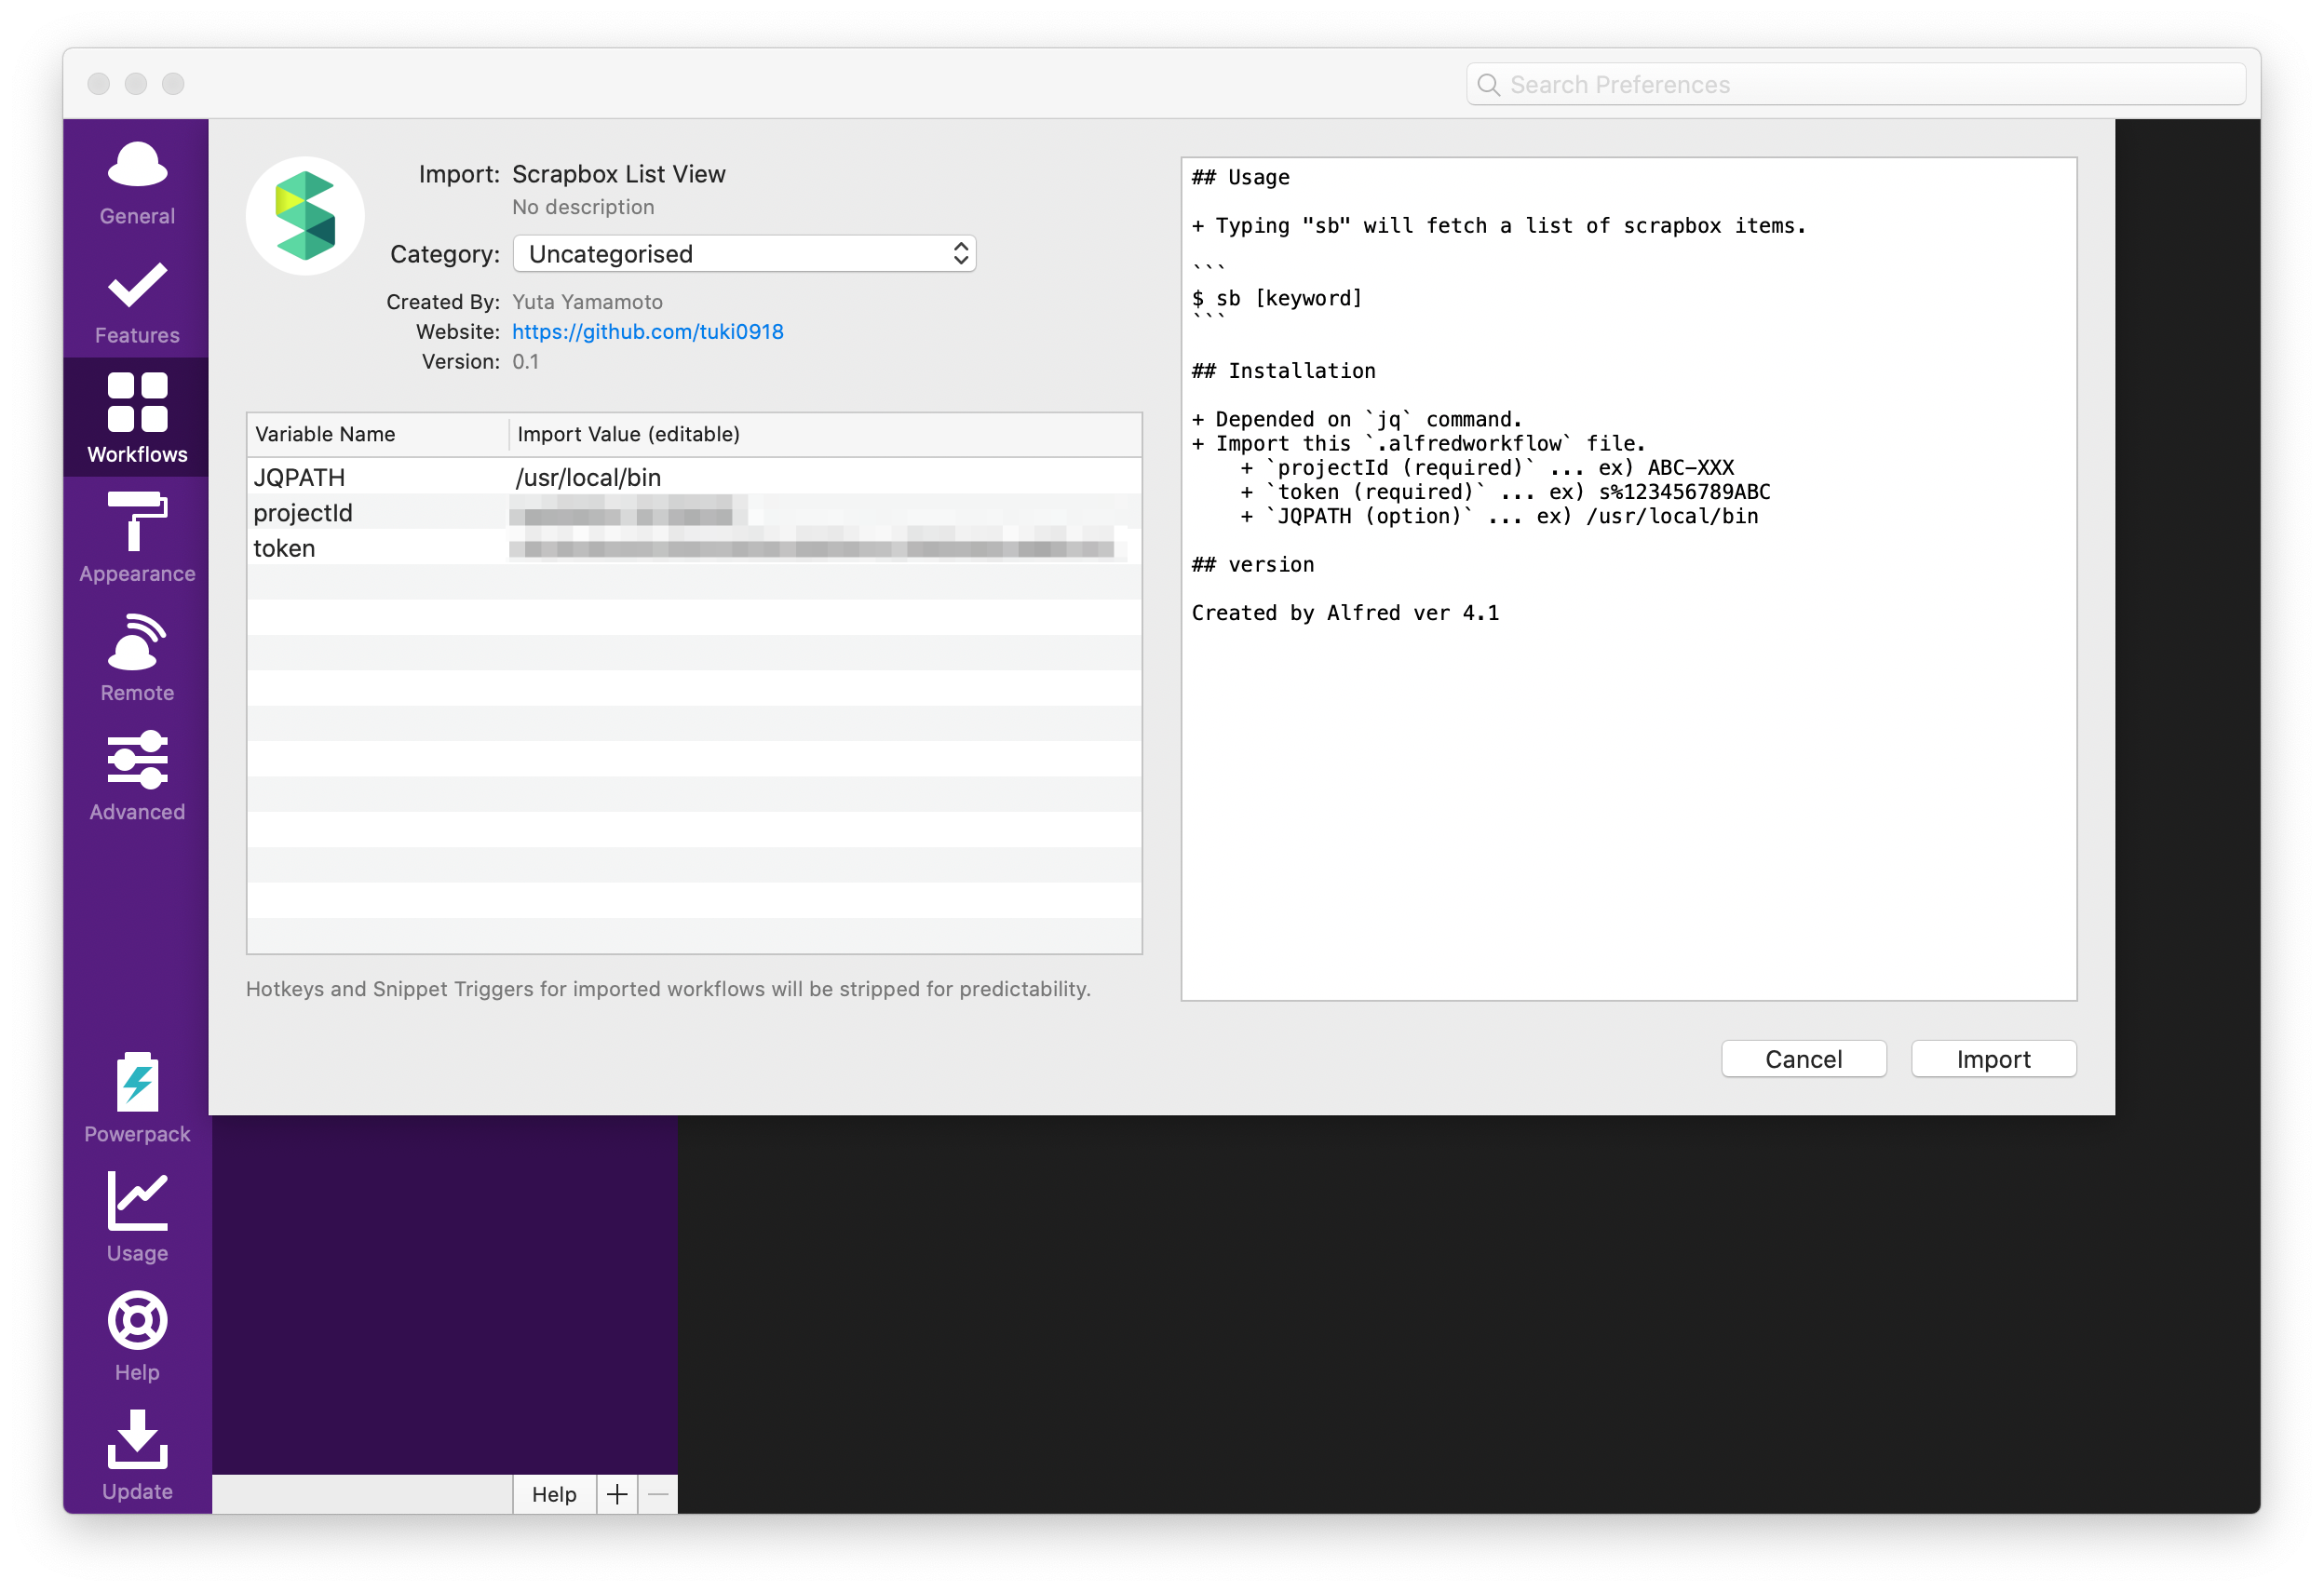 Search Preferences
General
Features
Workflows
Appearance
Remote
Advanced
Powerpack
Usage
Help
Update
Import: Scrapbox List View
No description
Category: Uncategorised
Created By: Yuta Yamamoto
Website: https://github.com/tuki0918
Version: 0.1
Variable Name Import Value (editable)
JQPATH /usr/local/bin
projectId
token
Hotkeys and Snippet Triggers for imported workflows will be stripped for predictability.
## Usage
+ Typing "sb" will fetch a list of scrapbox items.
```
$ sb [keyword]
```
## Installation
+ Depended on `jq` command.
+ Import this `.alfredworkflow` file.
+ `projectId (required)` ... ex) ABC-XXX
+ `token (required)` ... ex) s%123456789ABC
+ `JQPATH (option)` ... ex) /usr/local/bin
## version
Created by Alfred ver 4.1
Cancel Import
Help + −